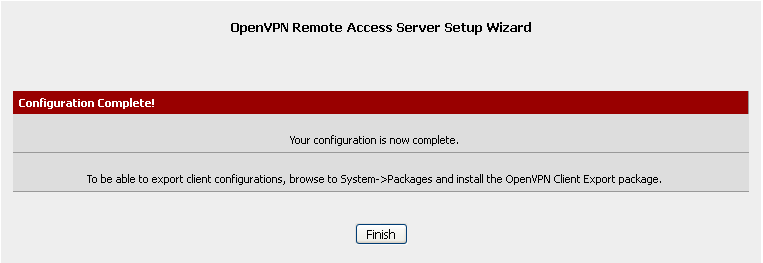 OpenVPN Remote Access Server Setup Wizard
Configuration Complete!
Your configuration is now complete.
To be able to export client configurations, browse to System->Packages and install the OpenVPN Client Export package.
Finish